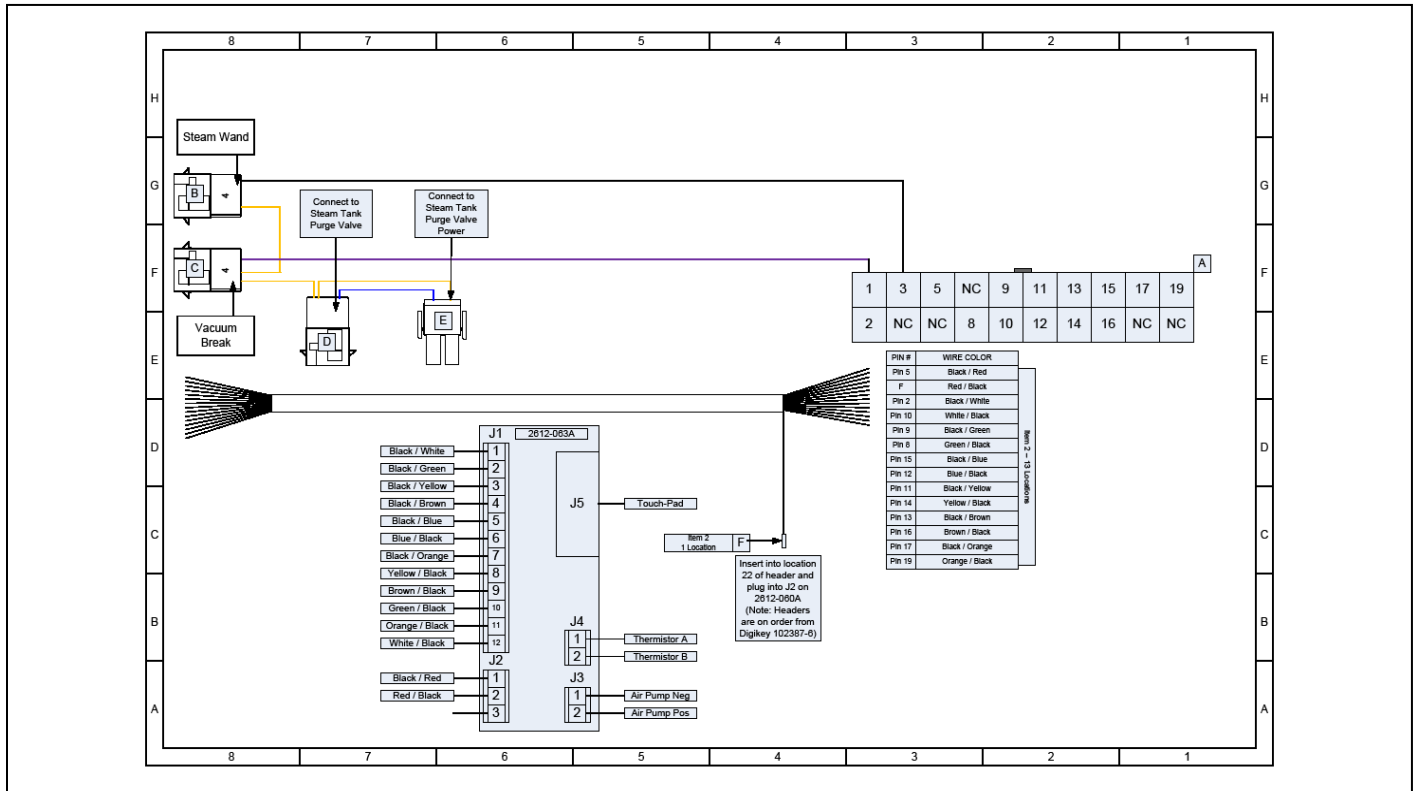 8 7 6 5 4 3 2 1
H H
Steam Wand
G G
B 4
Connect to
Steam Tank
Purge Valve
Connect to
Steam Tank
Purge Valve
Power
F F
C 4
A
1 3 5 NC 9 11 13 15 17 19
2 NC NC 8 10 12 14 16 NC NC
Vacuum
Break
D
E
E E
PIN # WIRE COLOR
Pin 5 Black / Red
F Red / Black
Pin 2 Black / White
Pin 10 White / Black
Pin 9 Black / Green
Pin 8 Green / Black
Pin 15 Black / Blue
Pin 12 Blue / Black
Pin 11 Black / Yellow
Pin 14 Yellow / Black
Pin 13 Black / Brown
Pin 16 Brown / Black
Pin 17 Black / Orange
Pin 19 Orange / Black
Item 2 – 13 Locations
D D
J1 2612-063A
Black / White 1
Black / Green 2
Black / Yellow 3
Black / Brown 4
Black / Blue 5
Blue / Black 6
Black / Orange 7
Yellow / Black 8
Brown / Black 9
Green / Black 10
Orange / Black 11
White / Black 12
J5 Touch-Pad
C C
Item 2
1 Location
F
Insert into location
22 of header and
plug into J2 on
2612-060A
(Note: Headers
are on order from
Digikey 102387-6)
B B
J4
1 Thermistor A
2 Thermistor B
J2
Black / Red 1
Red / Black 2
3
J3
1 Air Pump Neg
2 Air Pump Pos
A A
8 7 6 5 4 3 2 1